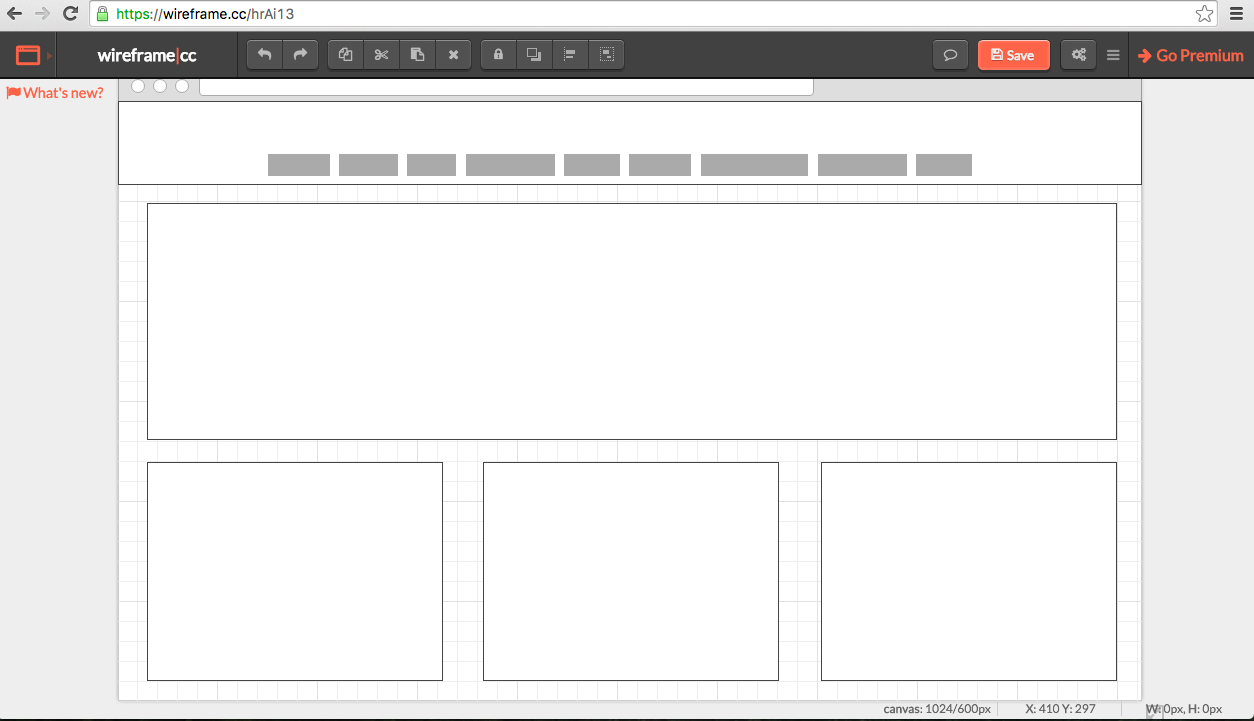 https://wireframe.cc/hrAi13
wireframe|cc
Save
Go Premium
What's new?
canvas: 1024/600px
X: 410 Y: 297
W: 0px, H: 0px